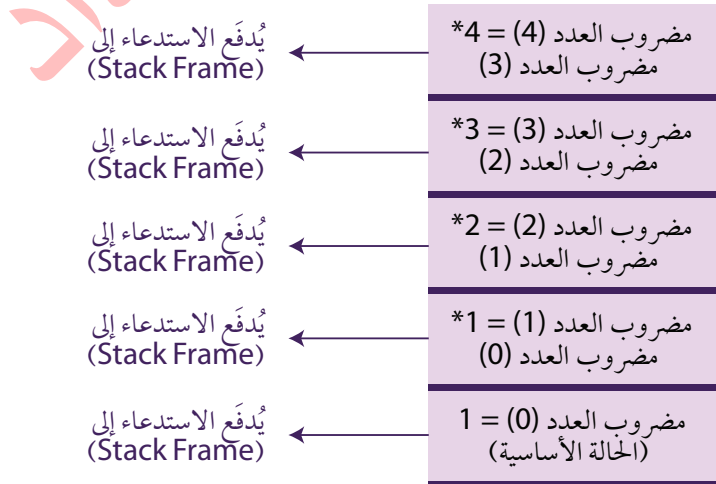 مضروب العدد (4) = 4*
مضروب العدد (3)
يُدفَع الاستدعاء إلى
(Stack Frame)
مضروب العدد (3) = 3*
مضروب العدد (2)
يُدفَع الاستدعاء إلى
(Stack Frame)
مضروب العدد (2) = 2*
مضروب العدد (1)
يُدفَع الاستدعاء إلى
(Stack Frame)
مضروب العدد (1) = 1*
مضروب العدد (0)
يُدفَع الاستدعاء إلى
(Stack Frame)
مضروب العدد (0) = 1
(الحالة الأساسية)
يُدفَع الاستدعاء إلى
(Stack Frame)